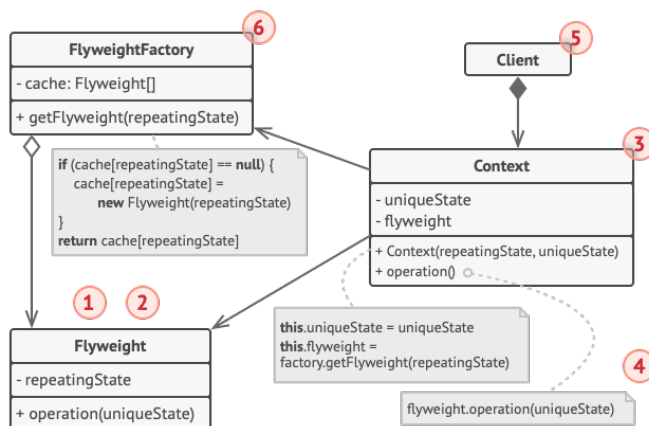 6
FlyweightFactory
- cache: Flyweight[]
+ getFlyweight(repeatingState)
if (cache[repeatingState] == null) {
cache[repeatingState] =
new Flyweight(repeatingState)
}
return cache[repeatingState]
5
Client
3
Context
- uniqueState
- flyweight
+ Context(repeatingState, uniqueState)
+ operation()
this.uniqueState = uniqueState
this.flyweight =
factory.getFlyweight(repeatingState)
4
flyweight.operation(uniqueState)
1
2
Flyweight
- repeatingState
+ operation(uniqueState)